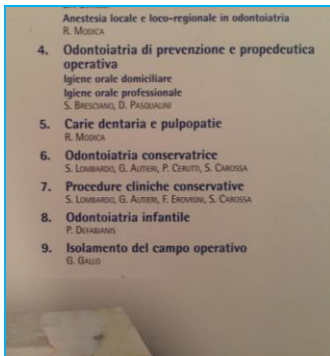 Anestesia locale e loco-regionale in odontoiatria
R. MODICA
4. Odontoiatria di prevenzione e propedeutica
operativa
Igiene orale domiciliare
Igiene orale professionale
S. BRESCIANO, D. PASQUALINI
5. Carie dentaria e pulpopatie
R. MODICA
6. Odontoiatria conservatrice
S. LOMBARDO, G. AUTIERI, P. CERUTTI, S. CAROSSA
7. Procedure cliniche conservative
S. LOMBARDO, G. AUTIERI, F. EROVIGNI, S. CAROSSA
8. Odontoiatria infantile
P. DEFABIANIS
9. Isolamento del campo operativo
G. GALLO